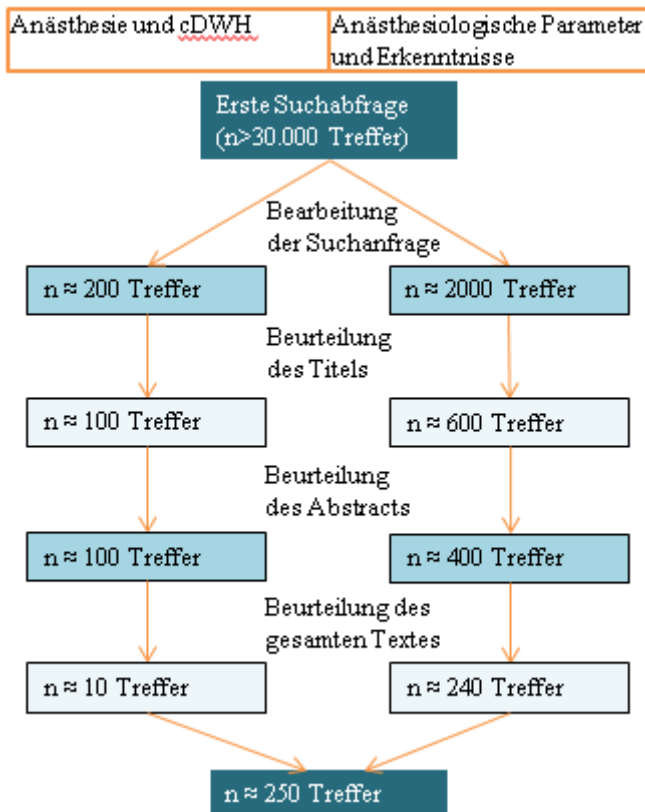 Anästhesie und cDWH
Anästhesiologische Parameter
und Erkenntnisse
Erste Suchabfrage
(n>30.000 Treffer)
Bearbeitung
der Suchanfrage
n ≈ 200 Treffer
n ≈ 2000 Treffer
Beurteilung
des Titels
n ≈ 100 Treffer
n ≈ 600 Treffer
Beurteilung
des Abstracts
n ≈ 100 Treffer
n ≈ 400 Treffer
Beurteilung des
gesamten Textes
n ≈ 10 Treffer
n ≈ 240 Treffer
n ≈ 250 Treffer